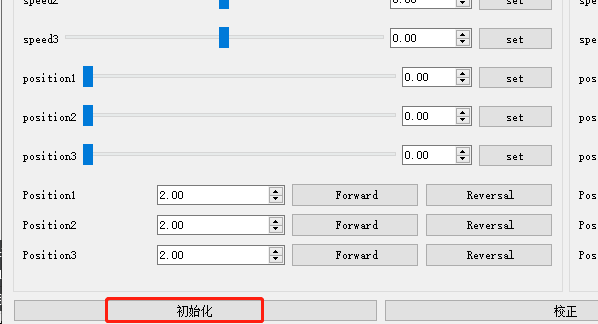 speed2 0.00 set
speed3 0.00 set
position1 0.00 set
position2 0.00 set
position3 0.00 set
Position1 2.00 Forward Reversal
Position2 2.00 Forward Reversal
Position3 2.00 Forward Reversal
初始化 校正